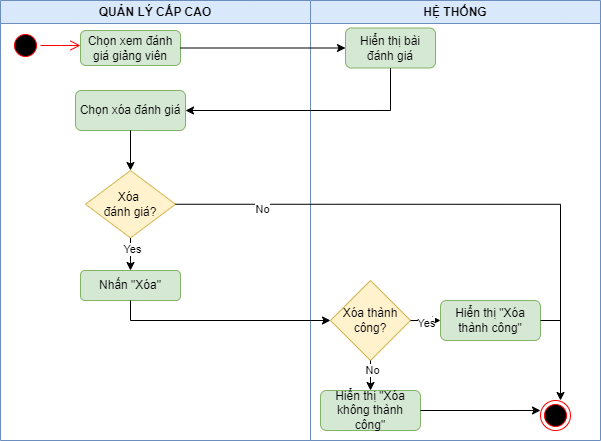 QUẢN LÝ CẤP CAO
HỆ THỐNG
Chọn xem đánh
giá giảng viên
Hiển thị bài
đánh giá
Chọn xóa đánh giá
Xóa
đánh giá?
No
Yes
Nhấn "Xóa"
Xóa thành
công?
Yes
Hiển thị "Xóa
thành công"
No
Hiển thị "Xóa
không thành
công"